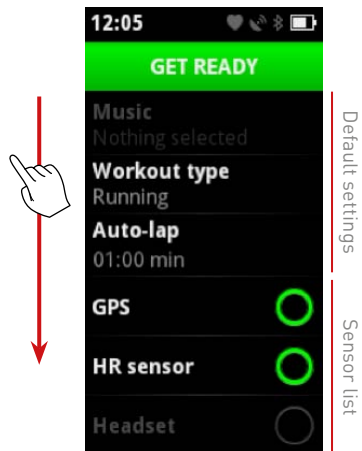 12:05
GET READY
Music
Nothing selected
Workout type
Running
Auto-lap
01:00 min
GPS
HR sensor
Headset
Default settings
Sensor list